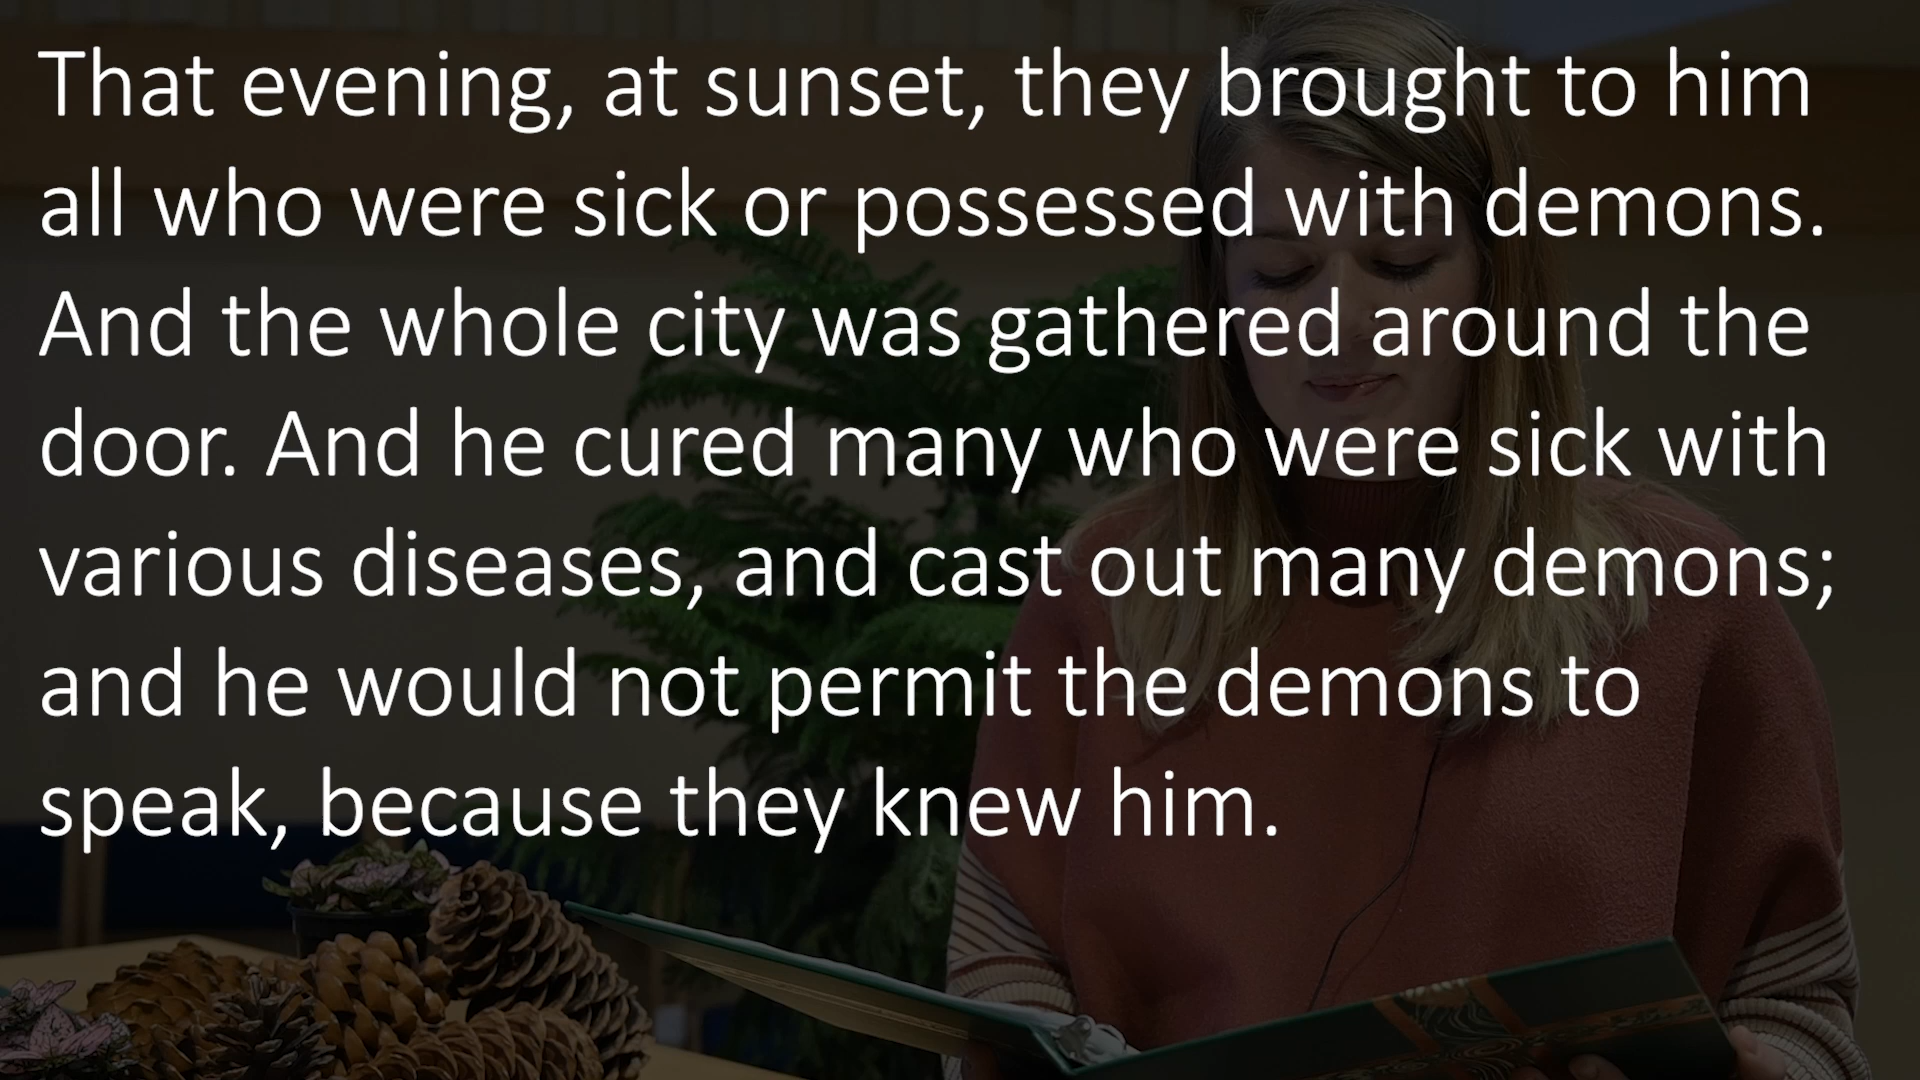 That evening, at sunset, they brought to him
all who were sick or possessed with demons.
And the whole city was gathered around the
door. And he cured many who were sick with
various diseases, and cast out many demons;
and he would not permit the demons to
speak, because they knew him.